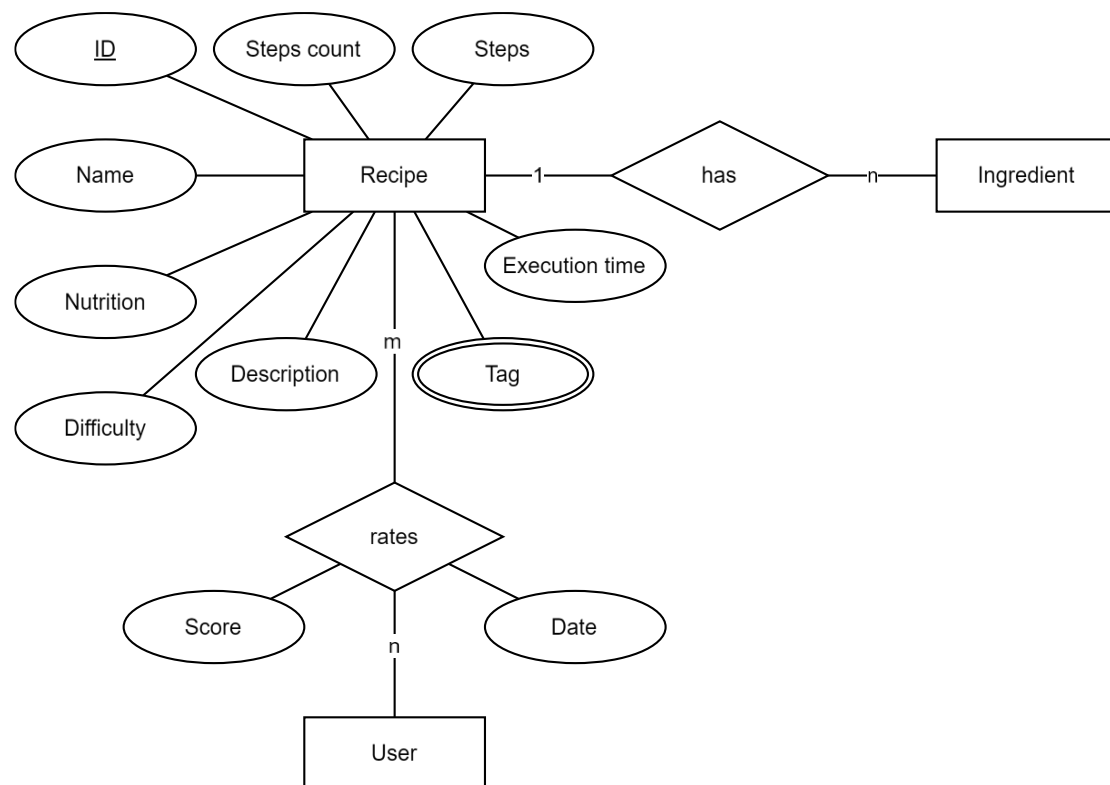 ID
Steps count
Steps
Name
Recipe
1
has
n
Ingredient
Execution time
Nutrition
m
Description
Tag
Difficulty
rates
Score
Date
n
User